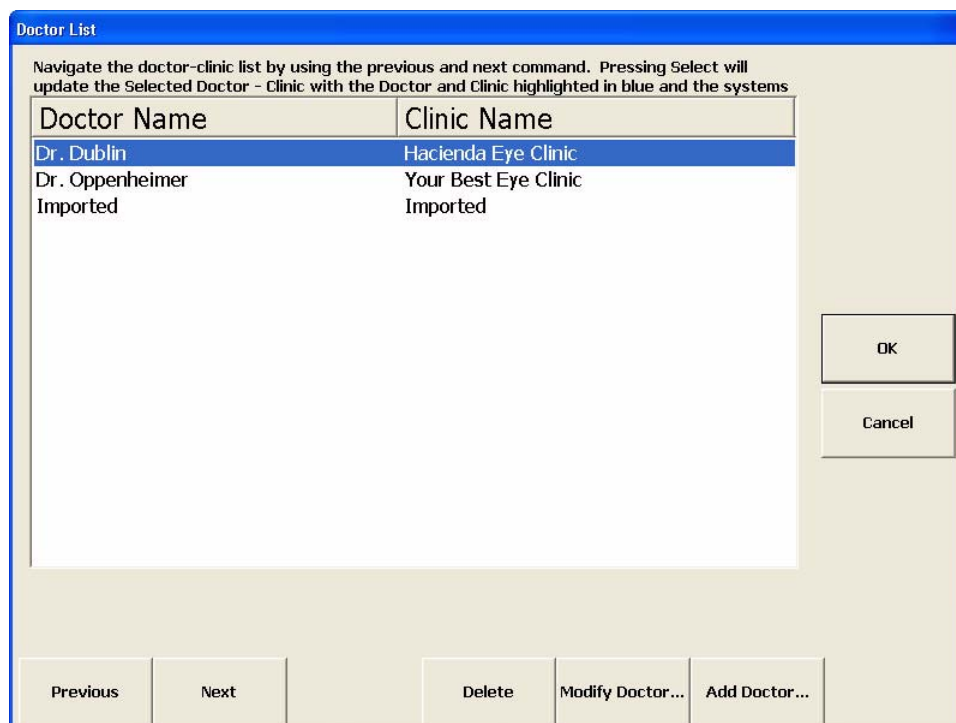 Doctor List
Navigate the doctor-clinic list by using the previous and next command. Pressing Select will
update the Selected Doctor - Clinic with the Doctor and Clinic highlighted in blue and the systems
Doctor Name Clinic Name
Dr. Dublin Hacienda Eye Clinic
Dr. Oppenheimer Your Best Eye Clinic
Imported Imported
OK
Cancel
Previous Next Delete Modify Doctor... Add Doctor...